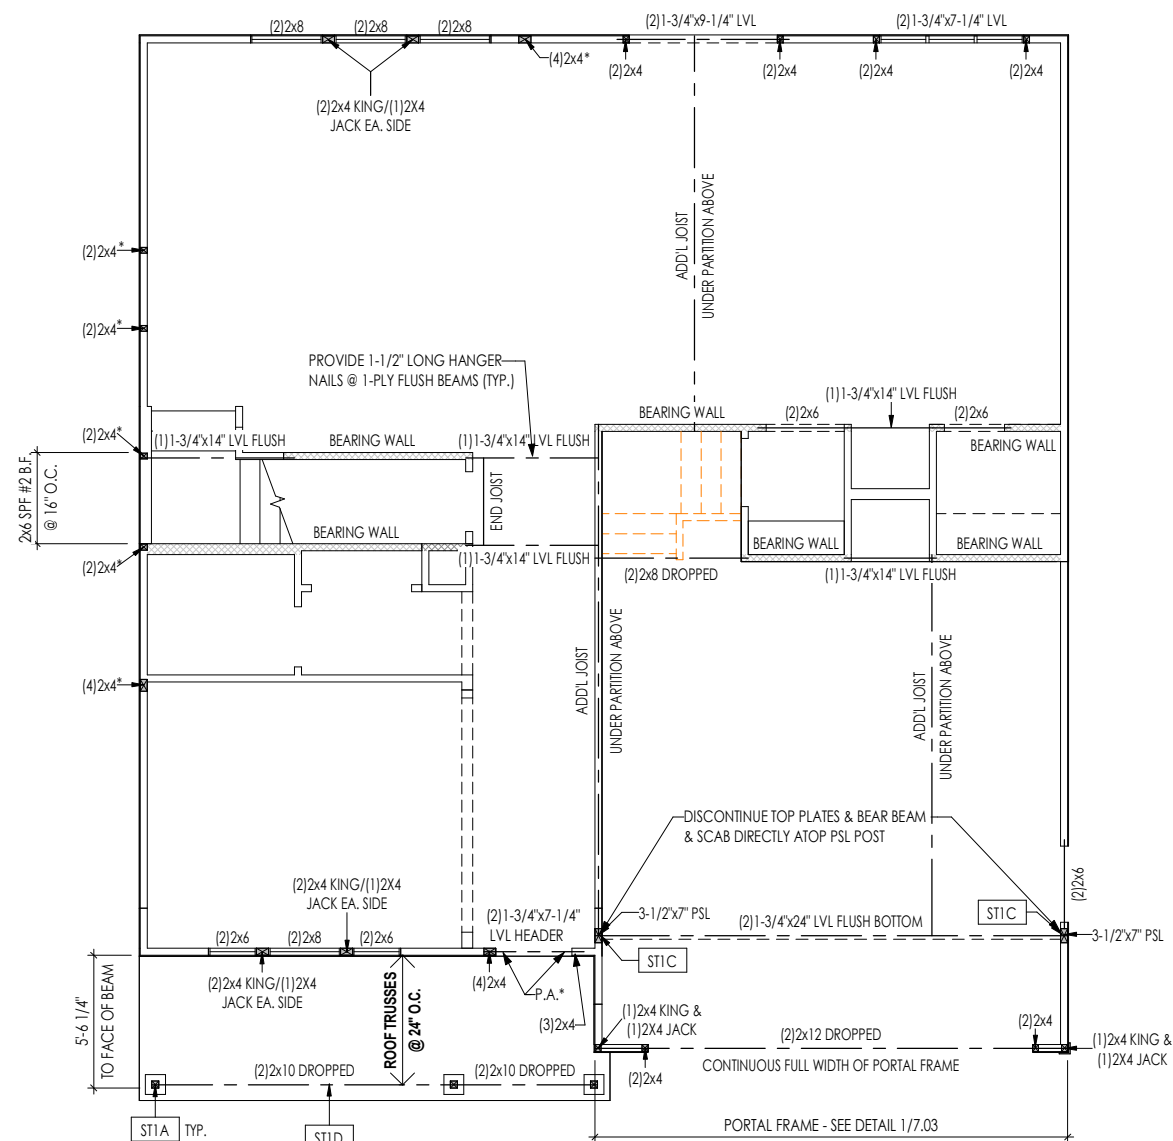 (2)2x8
(2)2x8
(2)2x8
(2)1-3/4"x9-1/4" LVL
(2)1-3/4"x7-1/4" LVL
(4)2x4*
(2)2x4
(2)2x4
(2)2x4
(2)2x4
(2)2x4 KING/(1)2X4
JACK EA. SIDE
ADD'L JOIST
UNDER PARTITION ABOVE
(2)2x4*
(2)2x4*
PROVIDE 1-1/2" LONG HANGER
NAILS @ 1-PLY FLUSH BEAMS (TYP.)
(1)1-3/4"x14" LVL FLUSH
(2)2x4*
(1)1-3/4"x14" LVL FLUSH
BEARING WALL
(1)1-3/4"x14" LVL FLUSH
BEARING WALL
(2)2x6
(2)2x6
BEARING WALL
2x6 SPF #2 B.F.
@ 16" O.C.
END JOIST
BEARING WALL
BEARING WALL
BEARING WALL
(2)2x4*
(1)1-3/4"x14" LVL FLUSH
(2)2x8 DROPPED
(1)1-3/4"x14" LVL FLUSH
ADD'L JOIST
UNDER PARTITION ABOVE
ADD'L JOIST
UNDER PARTITION ABOVE
(4)2x4*
DISCONTINUE TOP PLATES & BEAR BEAM
& SCAB DIRECTLY ATOP PSL POST
(2)2x4 KING/(1)2X4
JACK EA. SIDE
(2)2x6
(2)2x6
(2)2x8
(2)2x6
(2)1-3/4"x7-1/4"
LVL HEADER
3-1/2"x7" PSL
(2)1-3/4"x24" LVL FLUSH BOTTOM
ST1C
3-1/2"x7" PSL
ST1C
(2)2x4 KING/(1)2X4
JACK EA. SIDE
(4)2x4
P.A.*
(3)2x4
5'-6 1/4"
TO FACE OF BEAM
ROOF TRUSSES
@ 24" O.C.
(1)2x4 KING &
(1)2X4 JACK
(2)2x12 DROPPED
(2)2x4
(1)2x4 KING &
(1)2X4 JACK
CONTINUOUS FULL WIDTH OF PORTAL FRAME
(2)2x10 DROPPED
(2)2x10 DROPPED
(2)2x4
ST1A TYP.
ST1D
PORTAL FRAME - SEE DETAIL 1/7.03